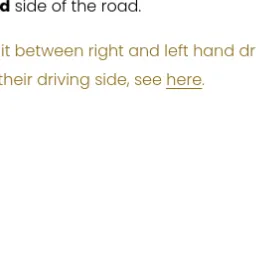 d side of the road.
it between right and left hand dr
their driving side, see here.